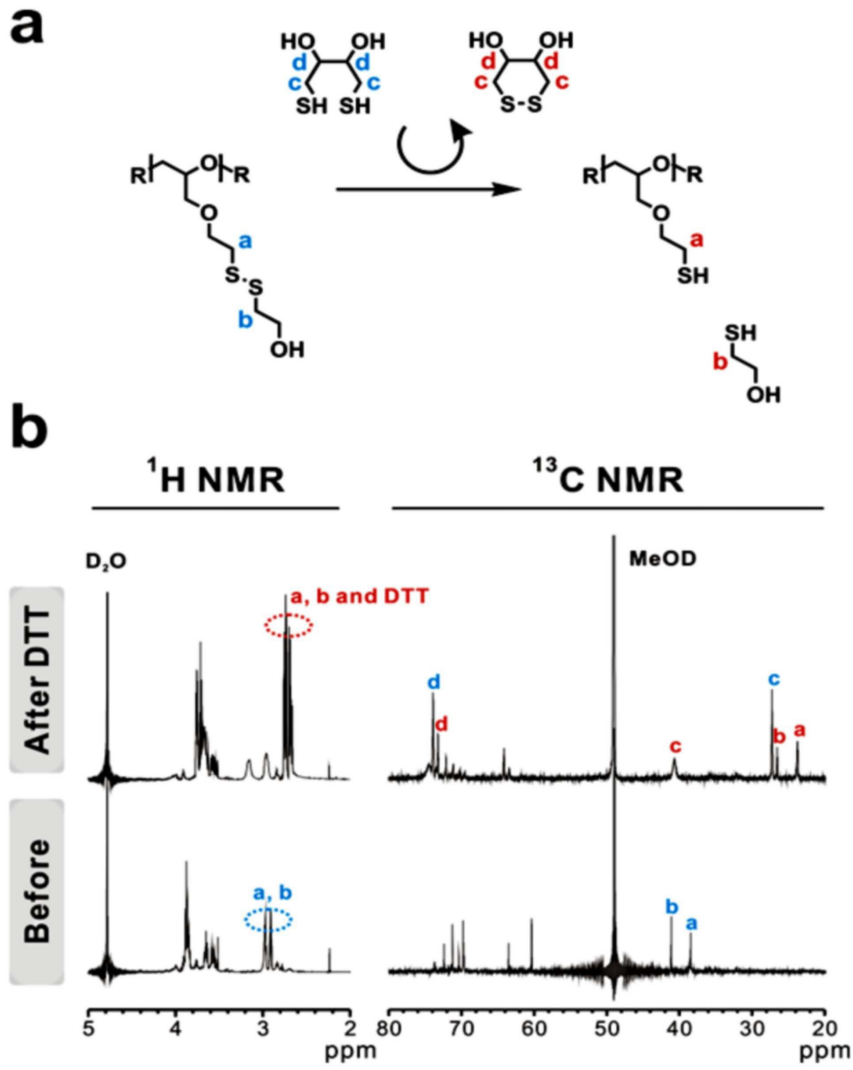 a
HO OH
d d
c c
SH SH
HO OH
d d
c c
S-S
R O R
O
a
S.S
b
OH
R O R
O
a
SH
SH
b
OH
b
¹H NMR
¹³C NMR
After DTT
D₂O
a, b and DTT
MeOD
d
d
c
c
b
a
Before
a, b
b
a
5 4 3 2
ppm
80 70 60 50 40 30 20
ppm